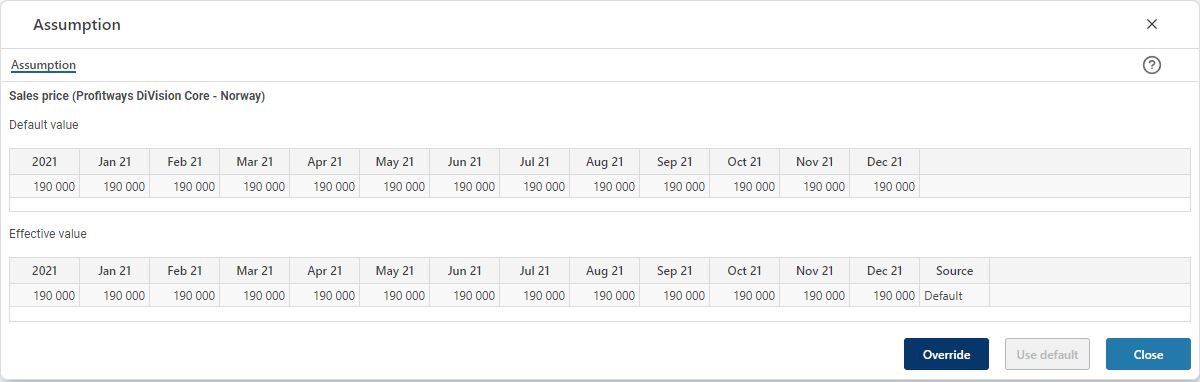 Assumption
Assumption
Sales price (Profitways DiVision Core - Norway)
Default value
2021 Jan 21 Feb 21 Mar 21 Apr 21 May 21 Jun 21 Jul 21 Aug 21 Sep 21 Oct 21 Nov 21 Dec 21
190 000 190 000 190 000 190 000 190 000 190 000 190 000 190 000 190 000 190 000 190 000 190 000 190 000
Effective value
2021 Jan 21 Feb 21 Mar 21 Apr 21 May 21 Jun 21 Jul 21 Aug 21 Sep 21 Oct 21 Nov 21 Dec 21 Source
190 000 190 000 190 000 190 000 190 000 190 000 190 000 190 000 190 000 190 000 190 000 190 000 190 000 Default
Override Use default Close